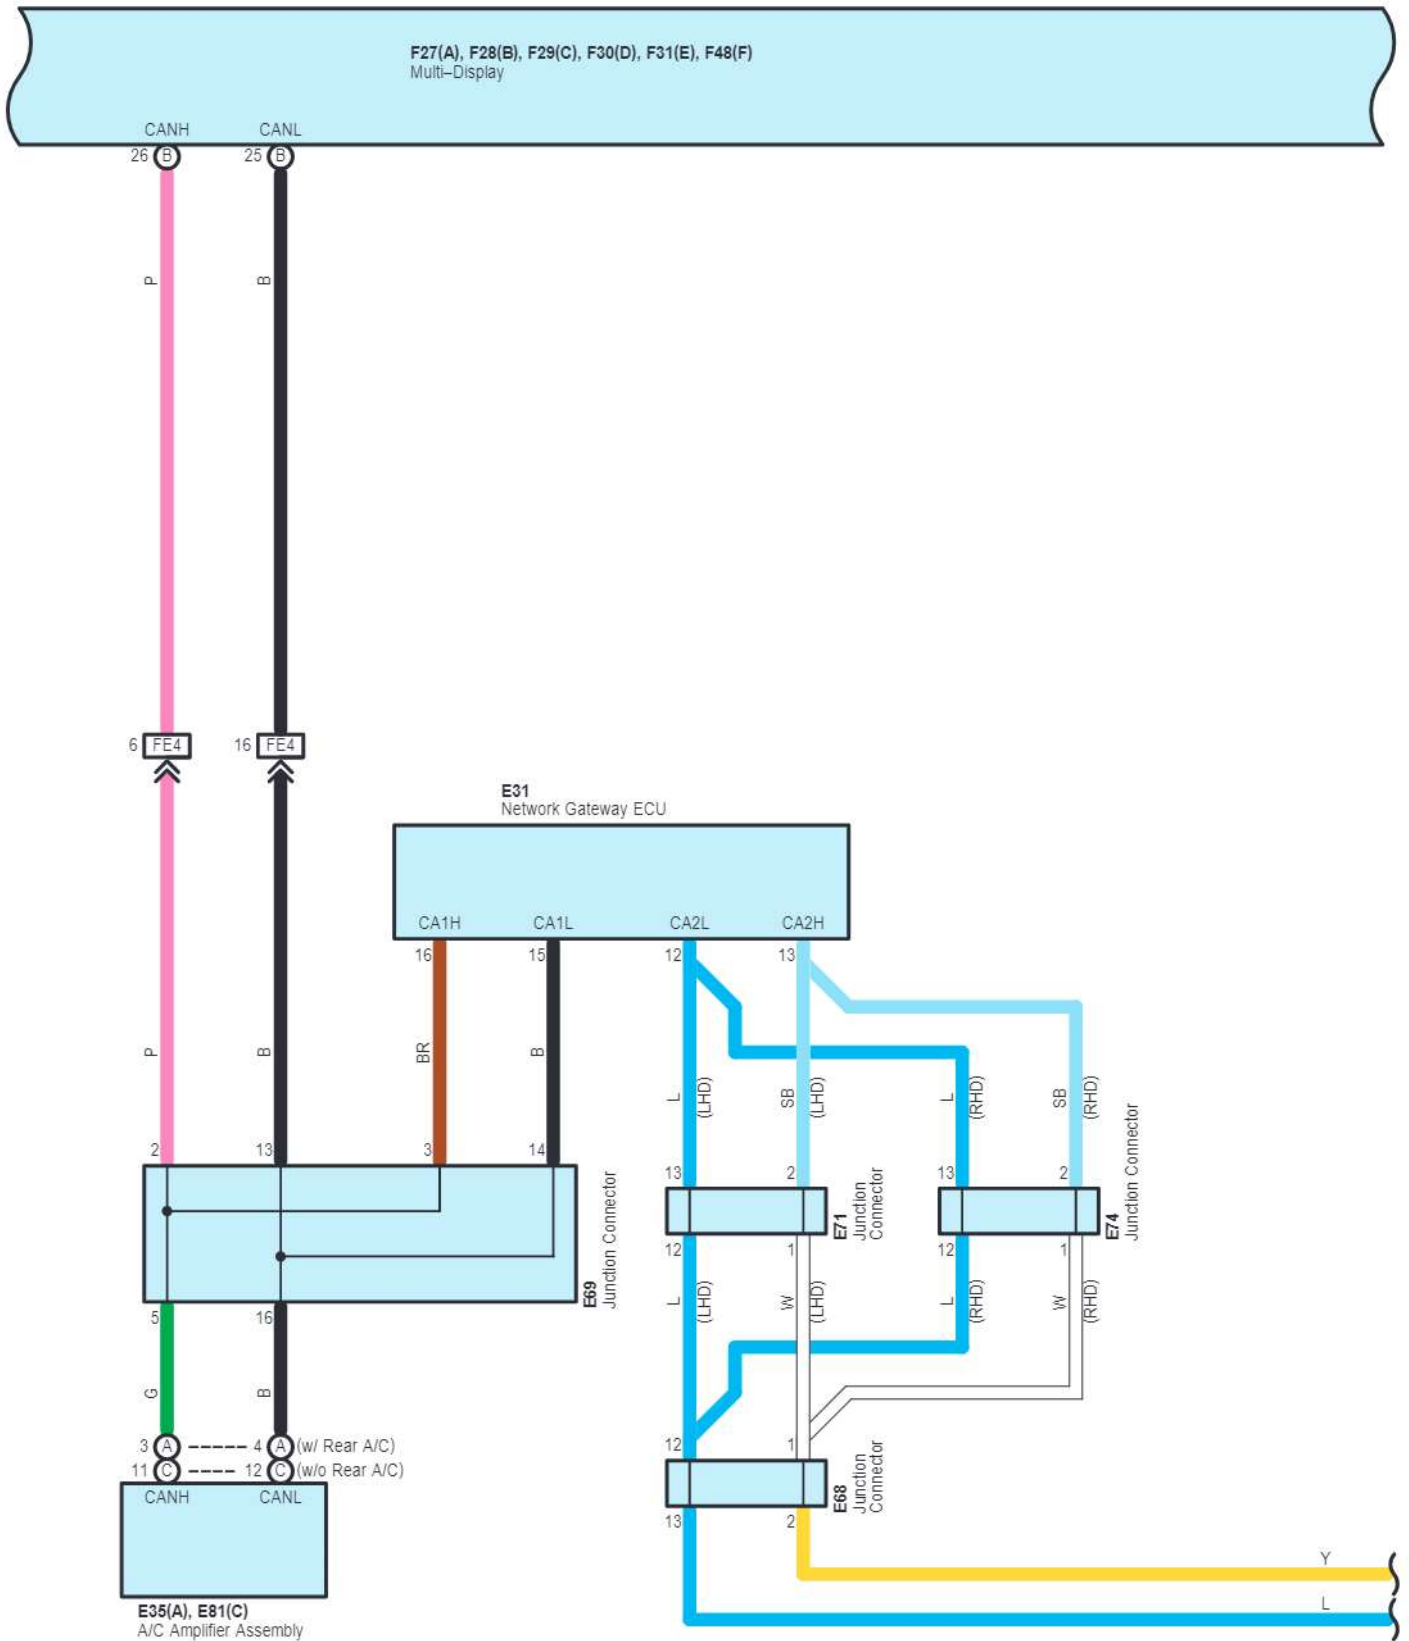 F27(A), F28(B), F29(C), F30(D), F31(E), F48(F)
Multi–Display
CANH CANL
26 B 25 B
P B
6 FE4 16 FE4
E31
Network Gateway ECU
CA1H CA1L CA2L CA2H
16 15 12 13
P B BR B
L (LHD) SB (LHD) L (RHD) SB (RHD)
2 13 3 14
13 2 13 2
E69
Junction Connector
E71
Junction
Connector
E74
Junction Connector
12 1 12 1
L (LHD) W (LHD) L (RHD) W (RHD)
5 16
G B
3 A ----- 4 A (w/ Rear A/C)
11 C ---- 12 C (w/o Rear A/C)
CANH CANL
12 1
E68
Junction
Connector
13 2
Y
L
E35(A), E81(C)
A/C Amplifier Assembly